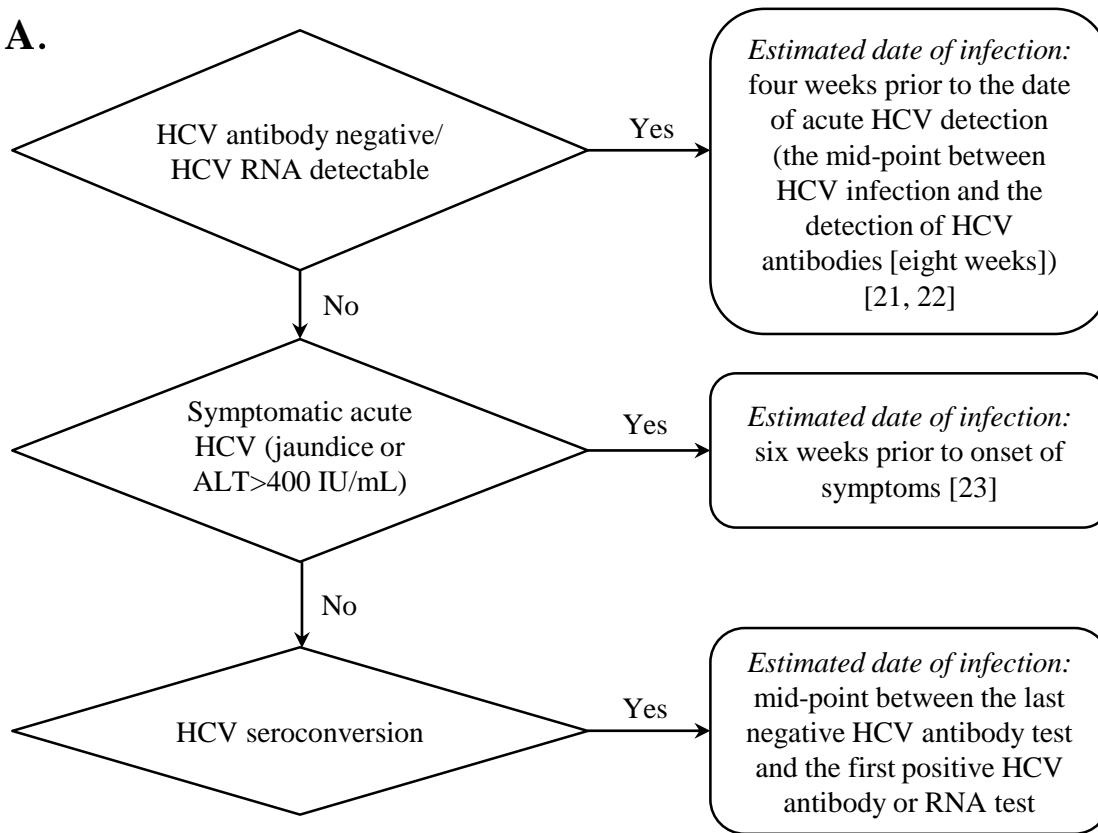 A.
HCV antibody negative/
HCV RNA detectable
Yes
Estimated date of infection:
four weeks prior to the date
of acute HCV detection
(the mid-point between
HCV infection and the
detection of HCV
antibodies [eight weeks])
[21, 22]
No
Symptomatic acute
HCV (jaundice or
ALT>400 IU/mL)
Yes
Estimated date of infection:
six weeks prior to onset of
symptoms [23]
No
HCV seroconversion
Yes
Estimated date of infection:
mid-point between the last
negative HCV antibody test
and the first positive HCV
antibody or RNA test